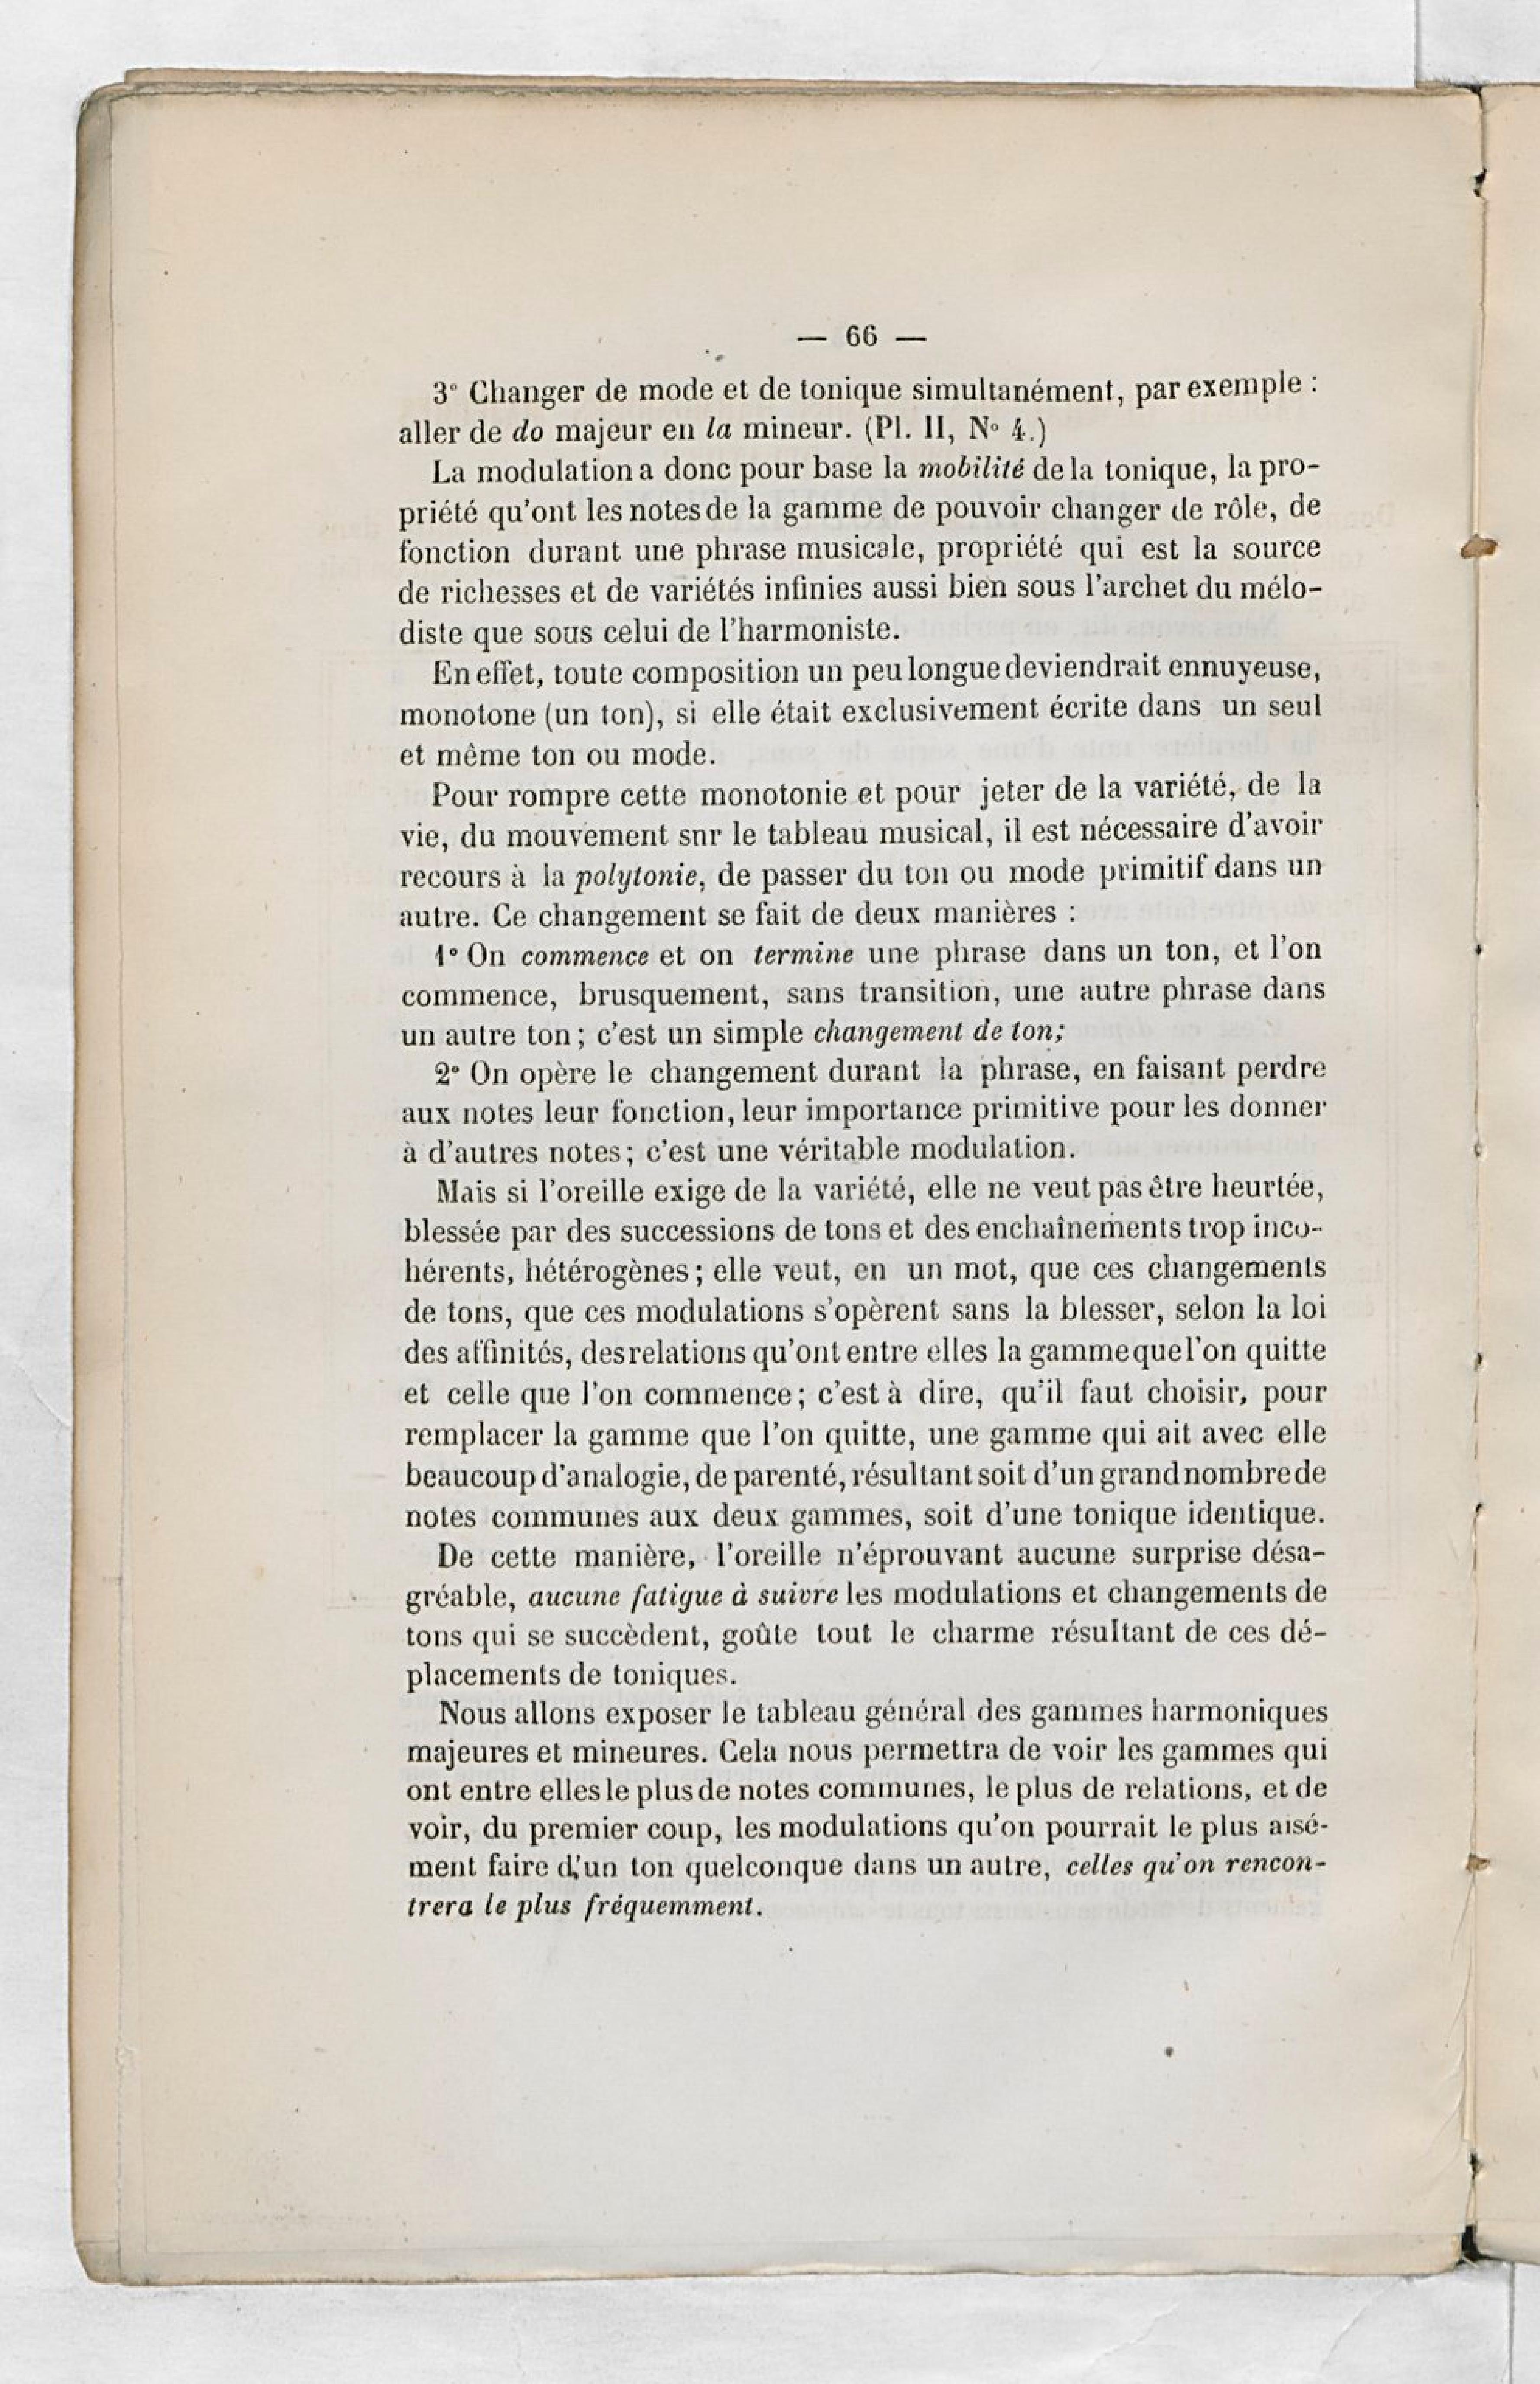 — 66 —
3° Changer de mode et de tonique simultanément, par exemple :
aller de do majeur en la mineur. (Pl. II, N° 4.)
La modulation a donc pour base la mobilité de la tonique, la pro-
priété qu'ont les notes de la gamme de pouvoir changer de rôle, de
fonction durant une phrase musicale, propriété qui est la source
de richesses et de variétés infinies aussi bien sous l'archet du mélo-
diste que sous celui de l'harmoniste.
En effet, toute composition un peu longue deviendrait ennuyeuse,
monotone (un ton), si elle était exclusivement écrite dans un seul
et même ton ou mode.
Pour rompre cette monotonie et pour jeter de la variété, de la
vie, du mouvement snr le tableau musical, il est nécessaire d'avoir
recours à la polytonie, de passer du ton ou mode primitif dans un
autre. Ce changement se fait de deux manières :
1° On commence et on termine une phrase dans un ton, et l'on
commence, brusquement, sans transition, une autre phrase dans
un autre ton ; c'est un simple changement de ton;
2° On opère le changement durant la phrase, en faisant perdre
aux notes leur fonction, leur importance primitive pour les donner
à d'autres notes ; c'est une véritable modulation.
Mais si l'oreille exige de la variété, elle ne veut pas être heurtée,
blessée par des successions de tons et des enchaînements trop inco-
hérents, hétérogènes ; elle veut, en un mot, que ces changements
de tons, que ces modulations s'opèrent sans la blesser, selon la loi
des affinités, des relations qu'ont entre elles la gamme que l'on quitte
et celle que l'on commence ; c'est à dire, qu'il faut choisir, pour
remplacer la gamme que l'on quitte, une gamme qui ait avec elle
beaucoup d'analogie, de parenté, résultant soit d'un grand nombre de
notes communes aux deux gammes, soit d'une tonique identique.
De cette manière, l'oreille n'éprouvant aucune surprise désa-
gréable, aucune fatigue à suivre les modulations et changements de
tons qui se succèdent, goûte tout le charme résultant de ces dé-
placements de toniques.
Nous allons exposer le tableau général des gammes harmoniques
majeures et mineures. Cela nous permettra de voir les gammes qui
ont entre elles le plus de notes communes, le plus de relations, et de
voir, du premier coup, les modulations qu'on pourrait le plus aisé-
ment faire d'un ton quelconque dans un autre, celles qu'on rencon-
trera le plus fréquemment.